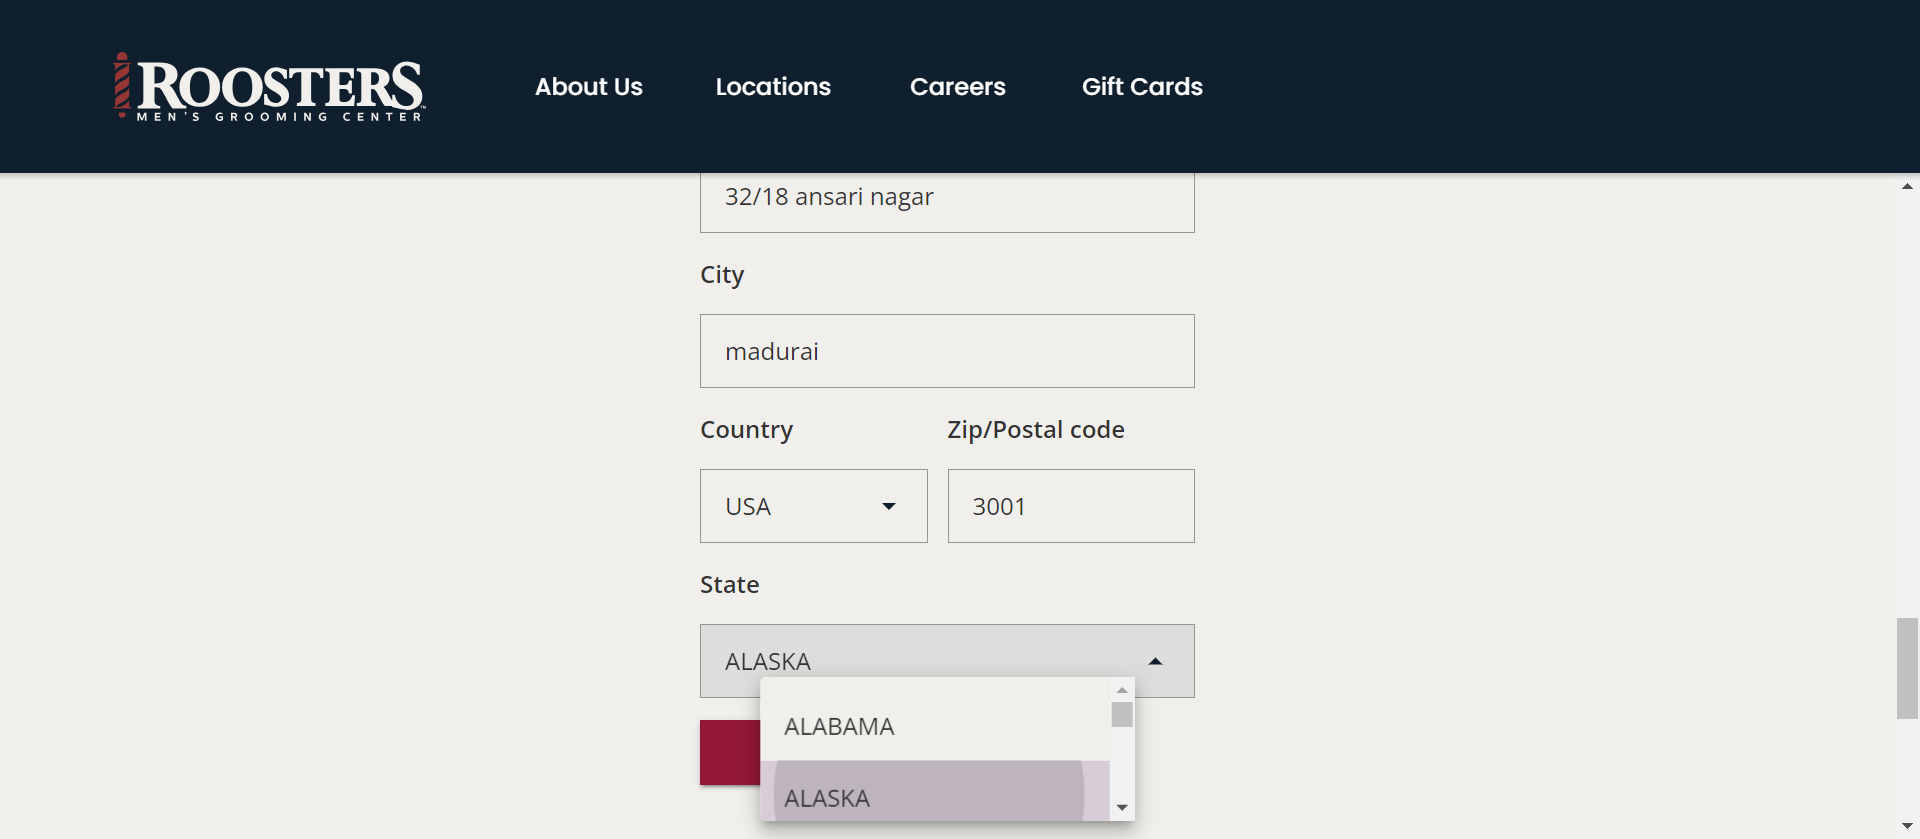 ROOSTERS™
MEN'S GROOMING CENTER
About Us
Locations
Careers
Gift Cards
32/18 ansari nagar
City
madurai
Country
Zip/Postal code
USA
3001
State
ALASKA
ALABAMA
ALASKA